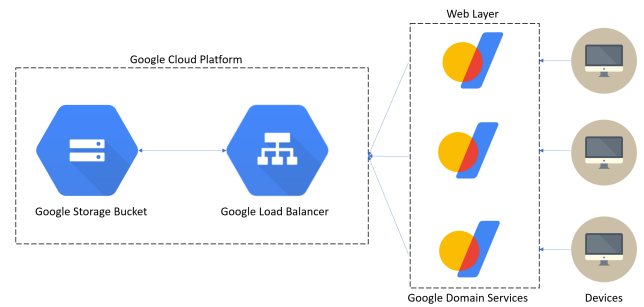 Web Layer
Google Cloud Platform
Google Storage Bucket
Google Load Balancer
Google Domain Services
Devices